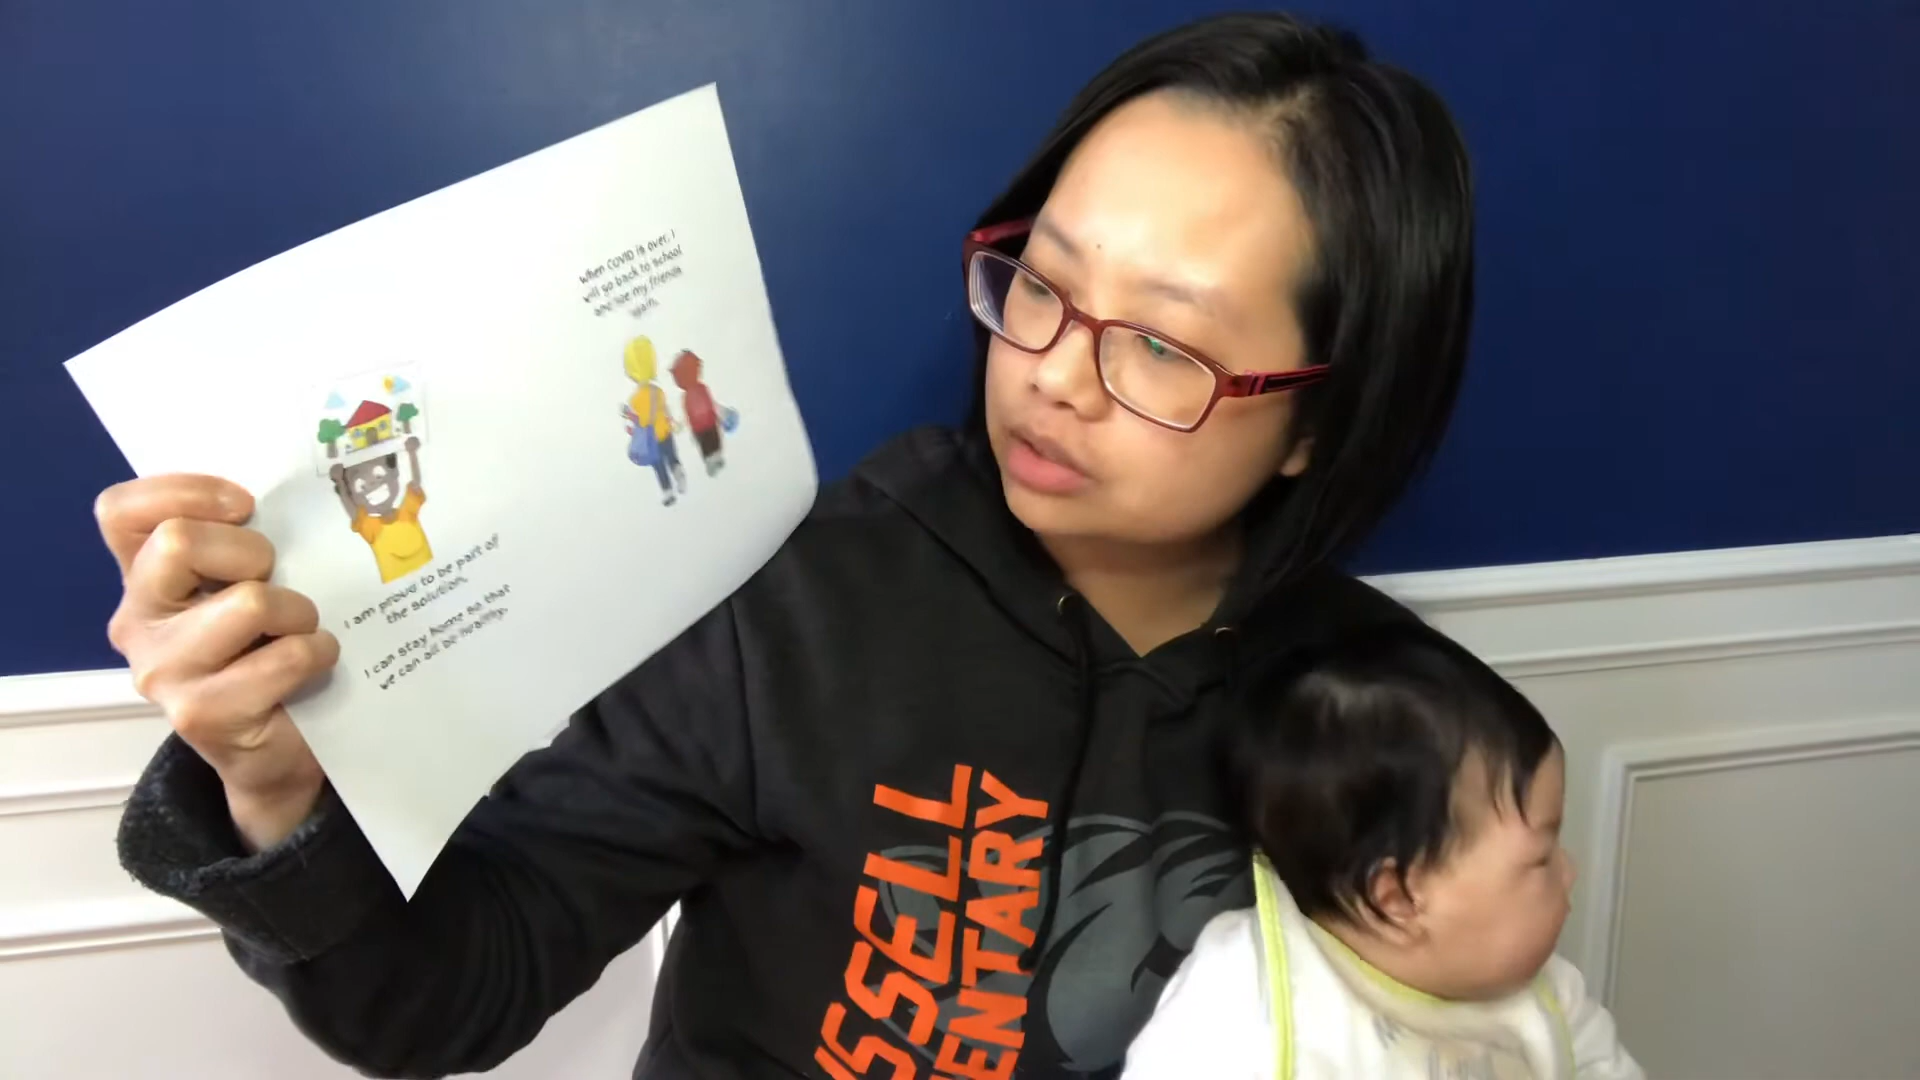 I am proud to be part of
the solution.
I can stay home so that
we can all be healthy.
When COVID is over, I
will go back to school
and see my friends
again.
USSELL
ENTARY